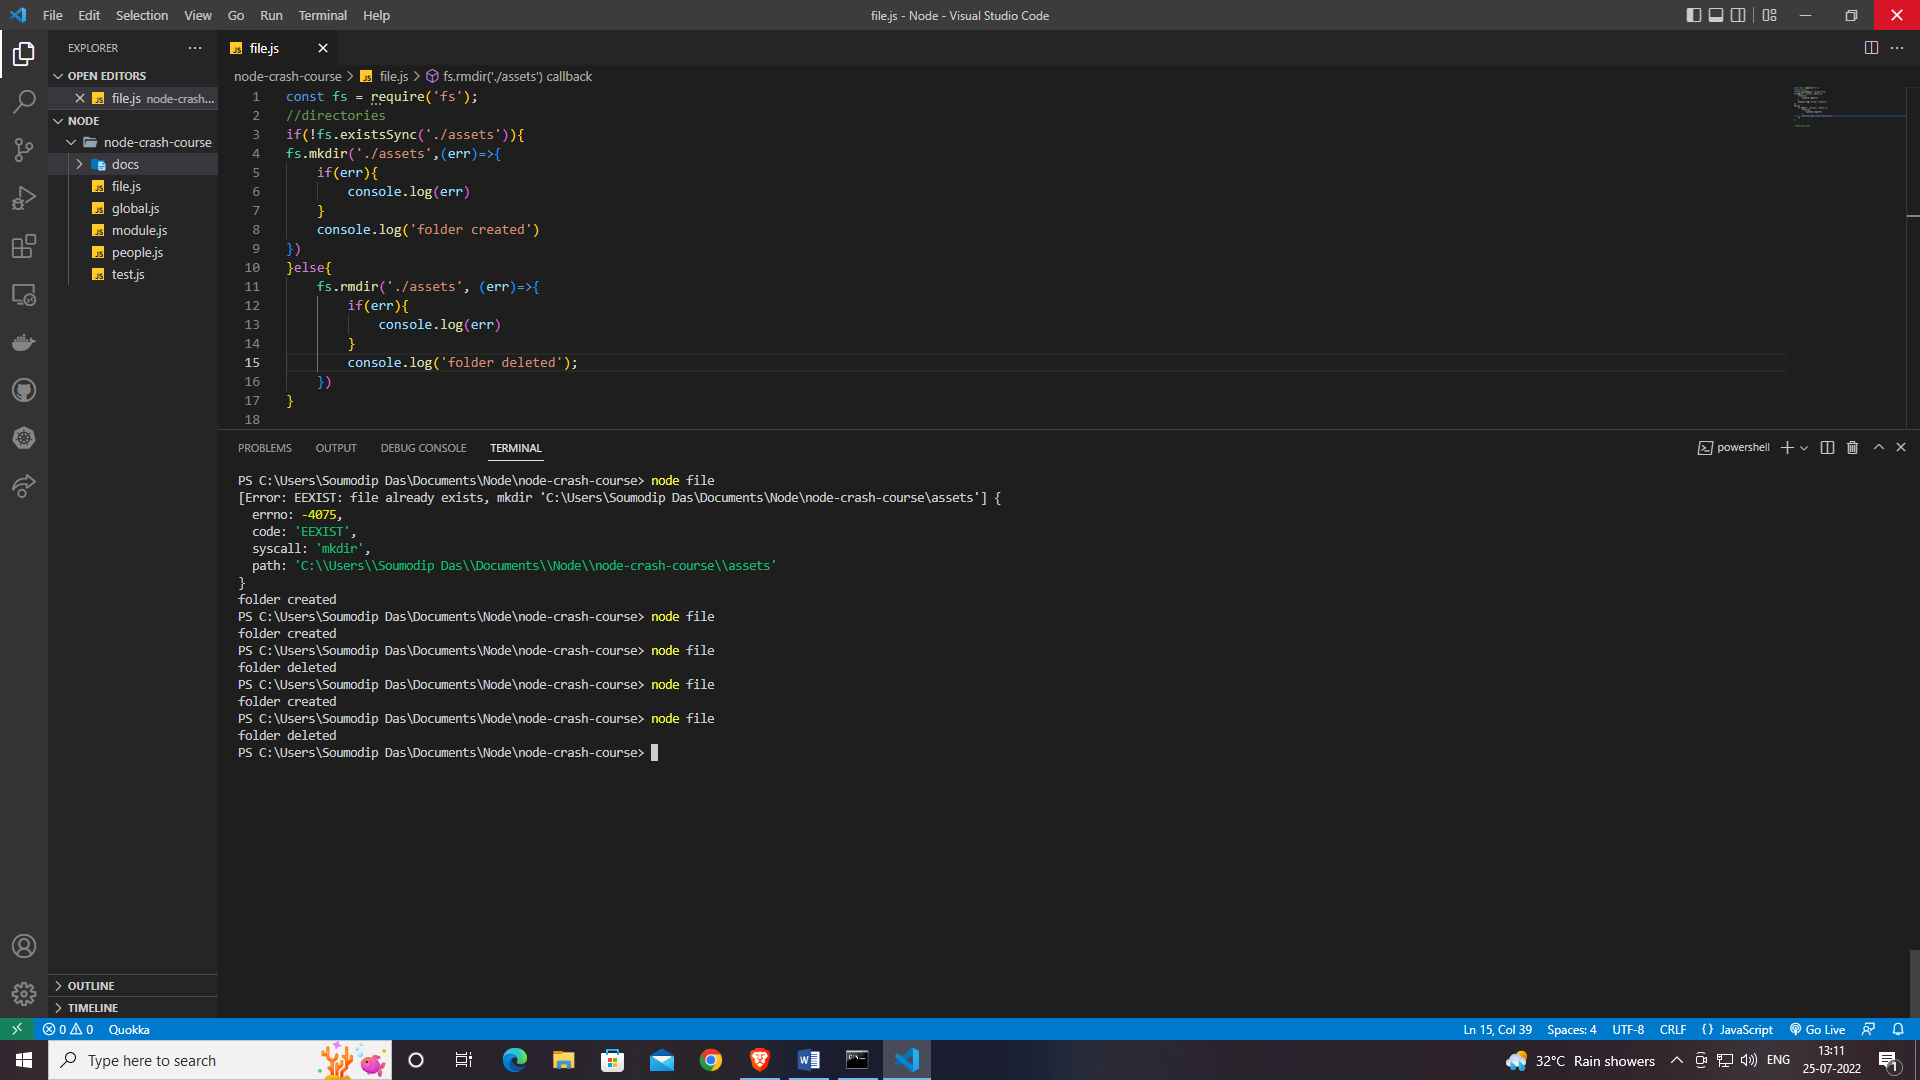 File Edit Selection View Go Run Terminal Help
file.js - Node - Visual Studio Code
EXPLORER
OPEN EDITORS
file.js node-crash...
NODE
node-crash-course
docs
file.js
global.js
module.js
people.js
test.js
OUTLINE
TIMELINE
file.js
node-crash-course > file.js > fs.rmdir('./assets') callback
1 const fs = require('fs');
2 //directories
3 if(!fs.existsSync('./assets')){
4 fs.mkdir('./assets',(err)=>{
5 if(err){
6 console.log(err)
7 }
8 console.log('folder created')
9 })
10 }else{
11 fs.rmdir('./assets', (err)=>{
12 if(err){
13 console.log(err)
14 }
15 console.log('folder deleted');
16 })
17 }
18
PROBLEMS OUTPUT DEBUG CONSOLE TERMINAL
powershell
PS C:\Users\Soumodip Das\Documents\Node\node-crash-course> node file
[Error: EEXIST: file already exists, mkdir 'C:\Users\Soumodip Das\Documents\Node\node-crash-course\assets'] {
errno: -4075,
code: 'EEXIST',
syscall: 'mkdir',
path: 'C:\\Users\\Soumodip Das\\Documents\\Node\\node-crash-course\\assets'
}
folder created
PS C:\Users\Soumodip Das\Documents\Node\node-crash-course> node file
folder created
PS C:\Users\Soumodip Das\Documents\Node\node-crash-course> node file
folder deleted
PS C:\Users\Soumodip Das\Documents\Node\node-crash-course> node file
folder created
PS C:\Users\Soumodip Das\Documents\Node\node-crash-course> node file
folder deleted
PS C:\Users\Soumodip Das\Documents\Node\node-crash-course>
0 0 Quokka
Ln 15, Col 39 Spaces: 4 UTF-8 CRLF {} JavaScript Go Live
Type here to search
32°C Rain showers
ENG
13:11
25-07-2022
1